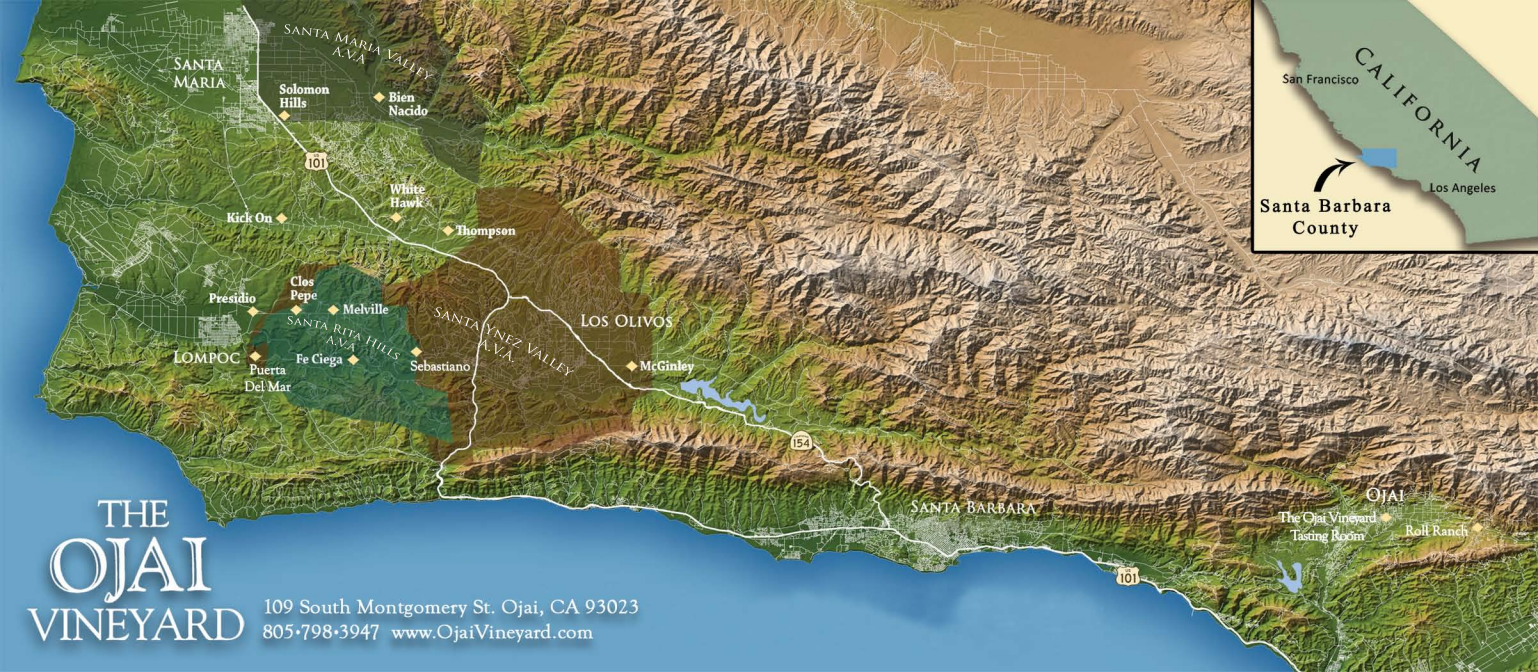 SANTA MARIA VALLEY
A.V.A
SANTA
MARIA
Solomon
Hills
Bien
Nacido
US
101
White
Hawk
Kick On
Thompson
Clos
Pepe
Presidio
Melville
SANTA RITA HILLS
A.V.A
LOMPOC
Fe Ciega
Puerta
Del Mar
Sebastiano
SANTA YNEZ VALLEY
A.V.A.
LOS OLIVOS
McGinley
154
SANTA BARBARA
US
101
OJAI
The Ojai Vineyard
Tasting Room
Roll Ranch
CALIFORNIA
San Francisco
Los Angeles
Santa Barbara
County
THE
OJAI
VINEYARD
109 South Montgomery St. Ojai, CA 93023
805•798•3947 www.OjaiVineyard.com